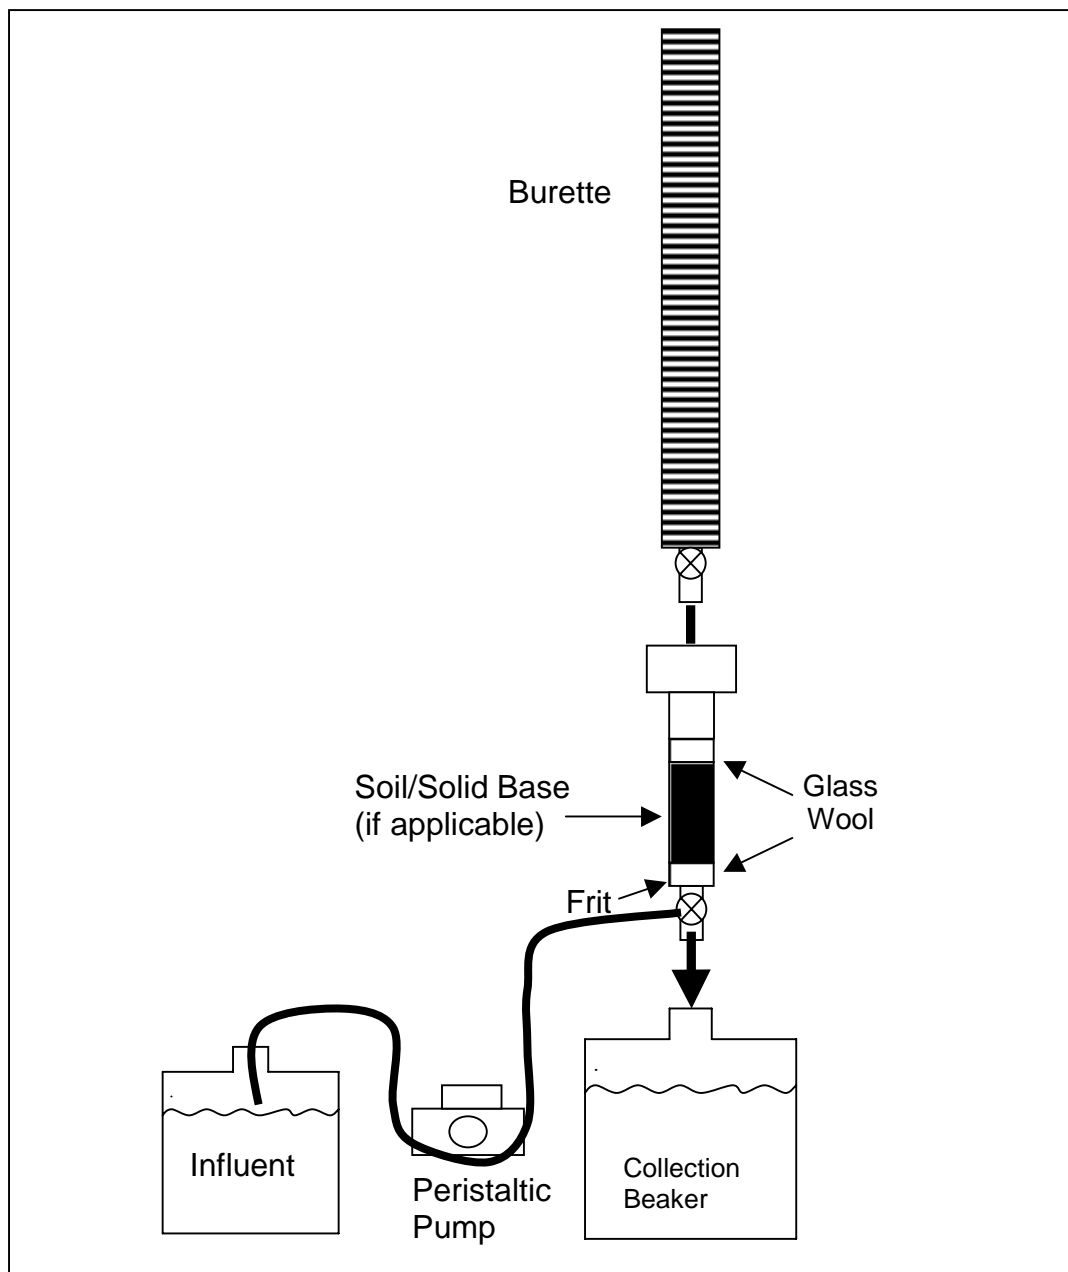 Burette
Soil/Solid Base
(if applicable)
Glass
Wool
Frit
Influent
Peristaltic
Pump
Collection
Beaker